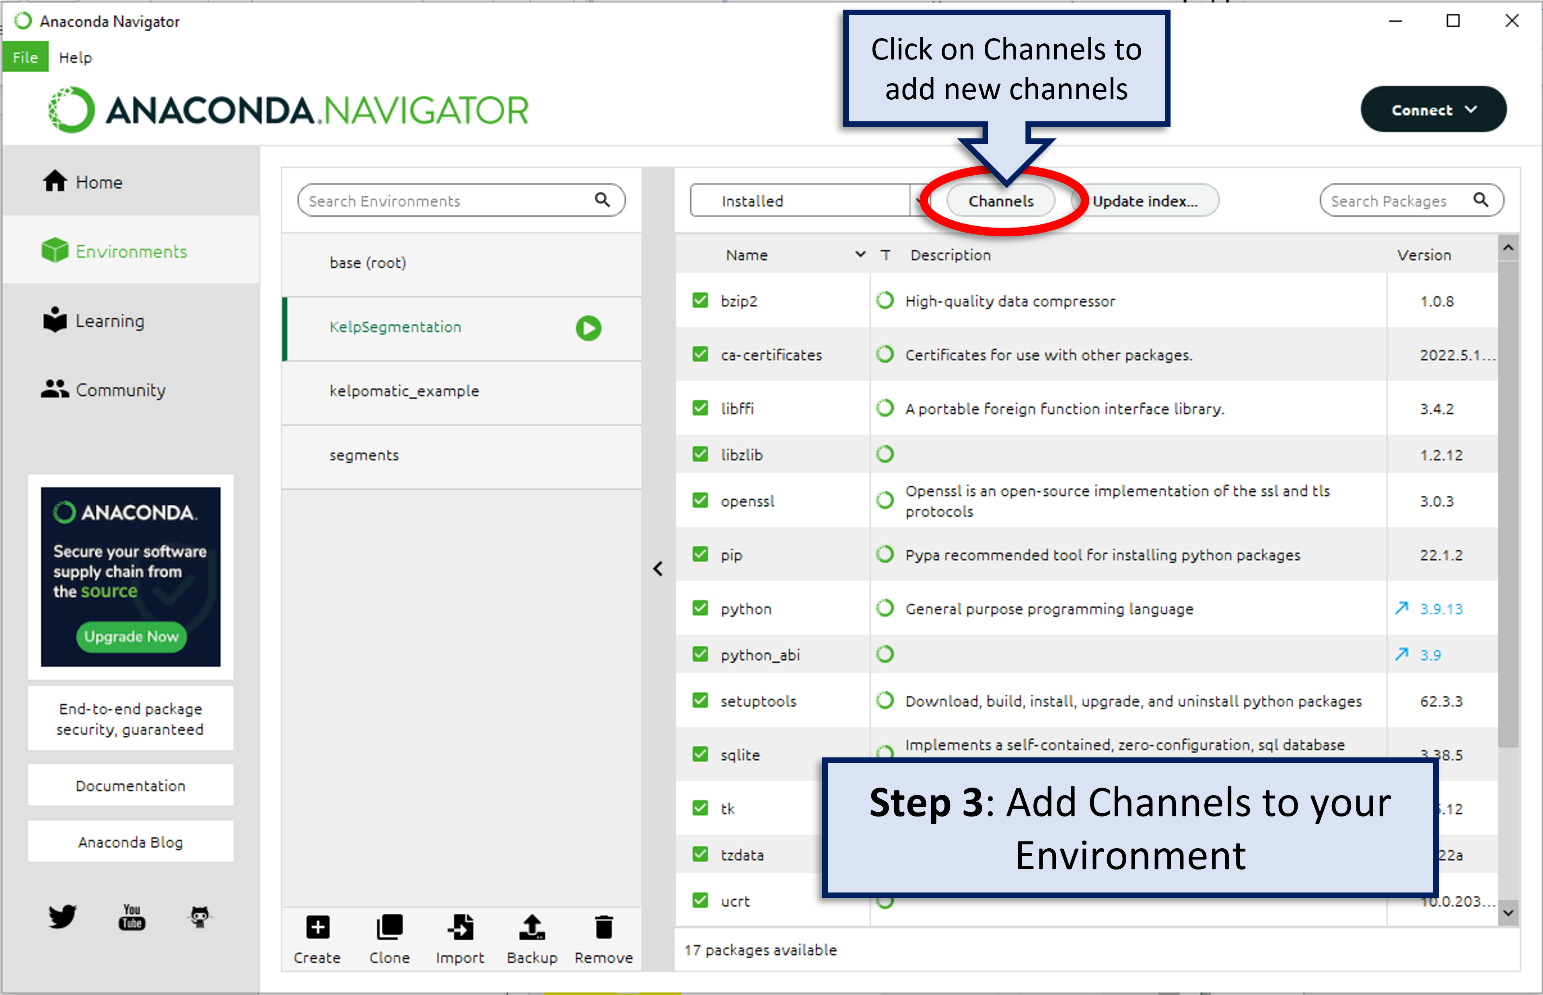 Anaconda Navigator
File Help
ANACONDA.NAVIGATOR
Click on Channels to
add new channels
Connect
Home
Environments
Learning
Community
ANACONDA.
Secure your software
supply chain from
the source
Upgrade Now
End-to-end package
security, guaranteed
Documentation
Anaconda Blog
You
Tube
Search Environments
base (root)
KelpSegmentation
kelpomatic_example
segments
Create Clone Import Backup Remove
Installed Channels Update index... Search Packages
Name T Description Version
bzip2 High-quality data compressor 1.0.8
ca-certificates Certificates for use with other packages. 2022.5.1...
libffi A portable foreign function interface library. 3.4.2
libzlib 1.2.12
openssl Openssl is an open-source implementation of the ssl and tls
protocols 3.0.3
pip Pypa recommended tool for installing python packages 22.1.2
python General purpose programming language 3.9.13
python_abi 3.9
setuptools Download, build, install, upgrade, and uninstall python packages 62.3.3
sqlite Implements a self-contained, zero-configuration, sql database
3.38.5
tk .12
tzdata 22a
ucrt 10.0.203...
Step 3: Add Channels to your
Environment
17 packages available